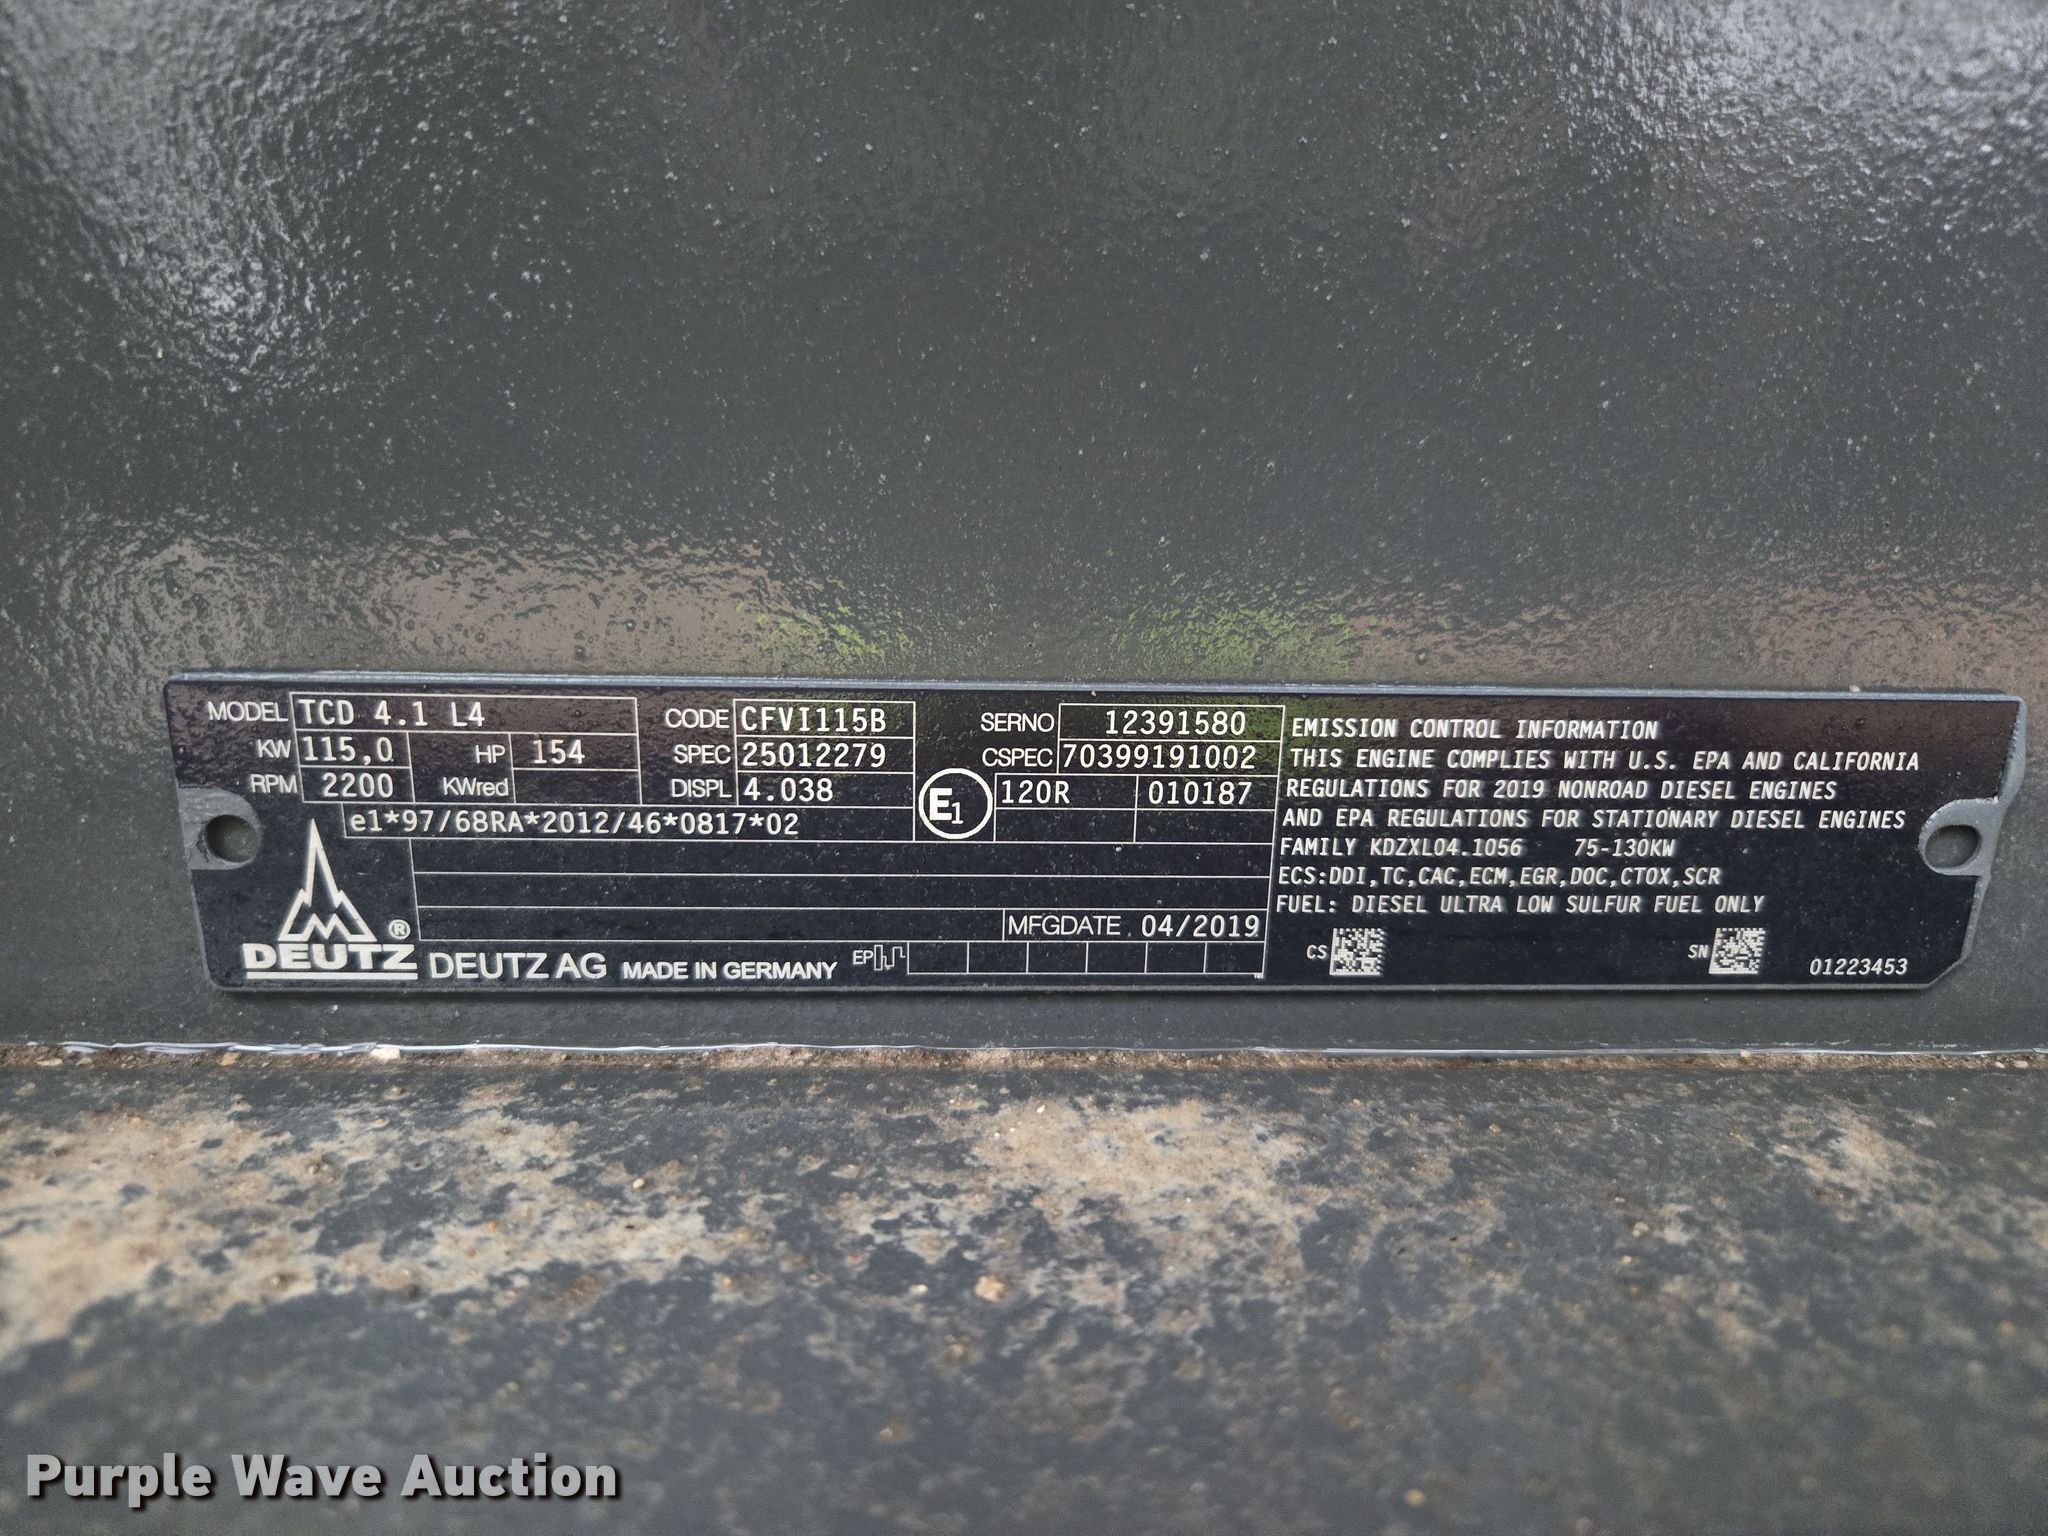 MODEL TCD 4.1 L4 CODE CFVI115B SERNO 12391580
KW 115,0 HP 154 SPEC 25012279 CSPEC 70399191002
RPM 2200 KWred DISPL 4.038 E1 120R 010187
e1*97/68RA*2012/46*0817*02
MFGDATE 04/2019
DEUTZ ® DEUTZ AG MADE IN GERMANY EP
EMISSION CONTROL INFORMATION
THIS ENGINE COMPLIES WITH U.S. EPA AND CALIFORNIA
REGULATIONS FOR 2019 NONROAD DIESEL ENGINES
AND EPA REGULATIONS FOR STATIONARY DIESEL ENGINES
FAMILY KDZXL04.1056 75-130KW
ECS:DDI,TC,CAC,ECM,EGR,DOC,CTOX,SCR
FUEL: DIESEL ULTRA LOW SULFUR FUEL ONLY
CS SN 01223453
Purple Wave Auction